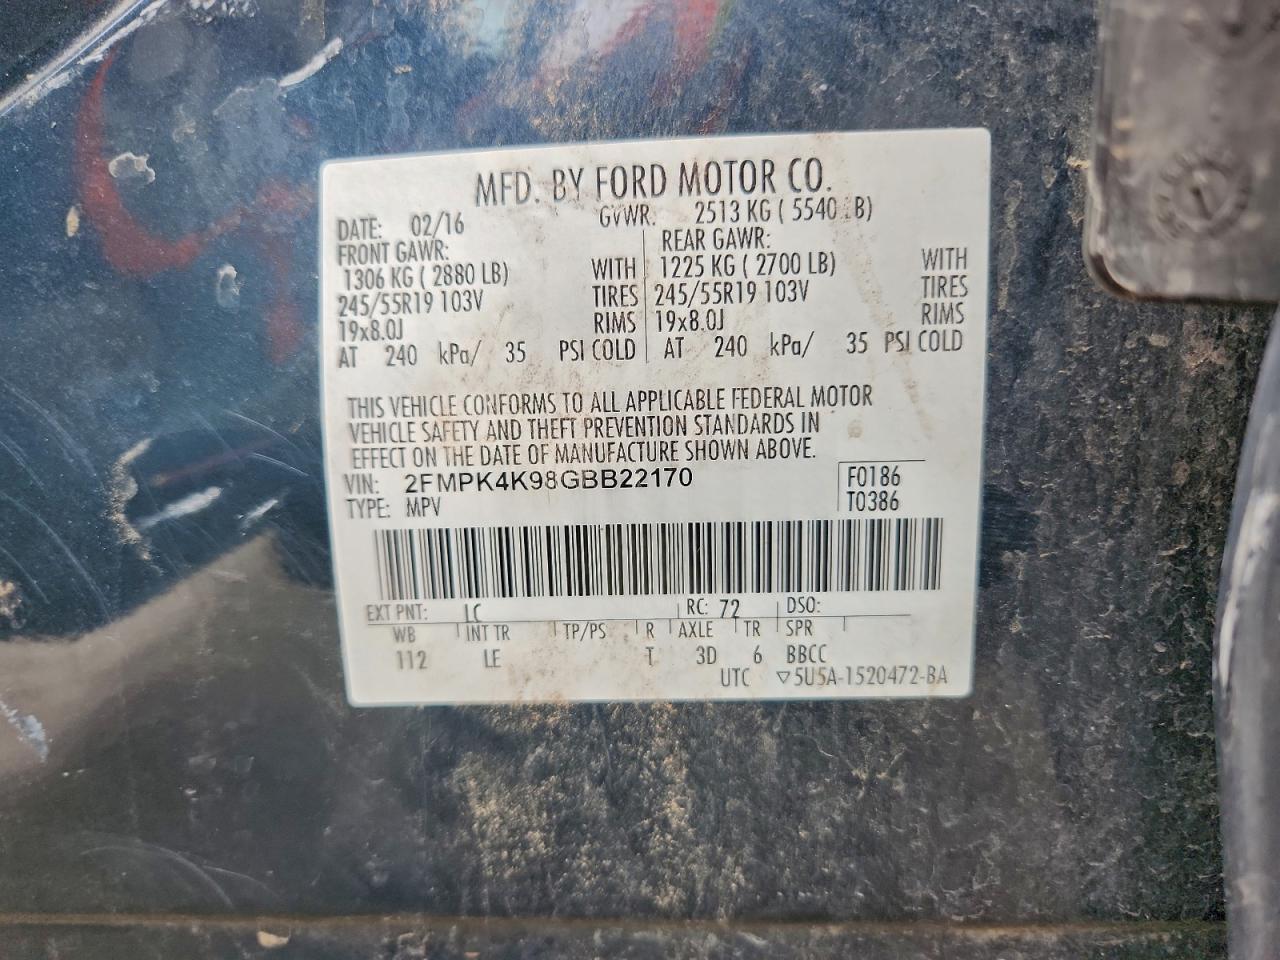 MFD. BY FORD MOTOR CO.
DATE: 02/16 GVWR: 2513 KG ( 5540 LB)
FRONT GAWR: REAR GAWR:
1306 KG ( 2880 LB) WITH 1225 KG ( 2700 LB) WITH
245/55R19 103V TIRES 245/55R19 103V TIRES
19x8.0J RIMS 19x8.0J RIMS
AT 240 kPa/ 35 PSI COLD AT 240 kPa/ 35 PSI COLD
THIS VEHICLE CONFORMS TO ALL APPLICABLE FEDERAL MOTOR
VEHICLE SAFETY AND THEFT PREVENTION STANDARDS IN
EFFECT ON THE DATE OF MANUFACTURE SHOWN ABOVE.
VIN: 2FMPK4K98GBB22170 F0186
TYPE: MPV T0386
EXT PNT: LC RC: 72 DSO:
WB INT TR TP/PS R AXLE TR SPR
112 LE T 3D 6 BBCC
UTC ▽5U5A-1520472-BA